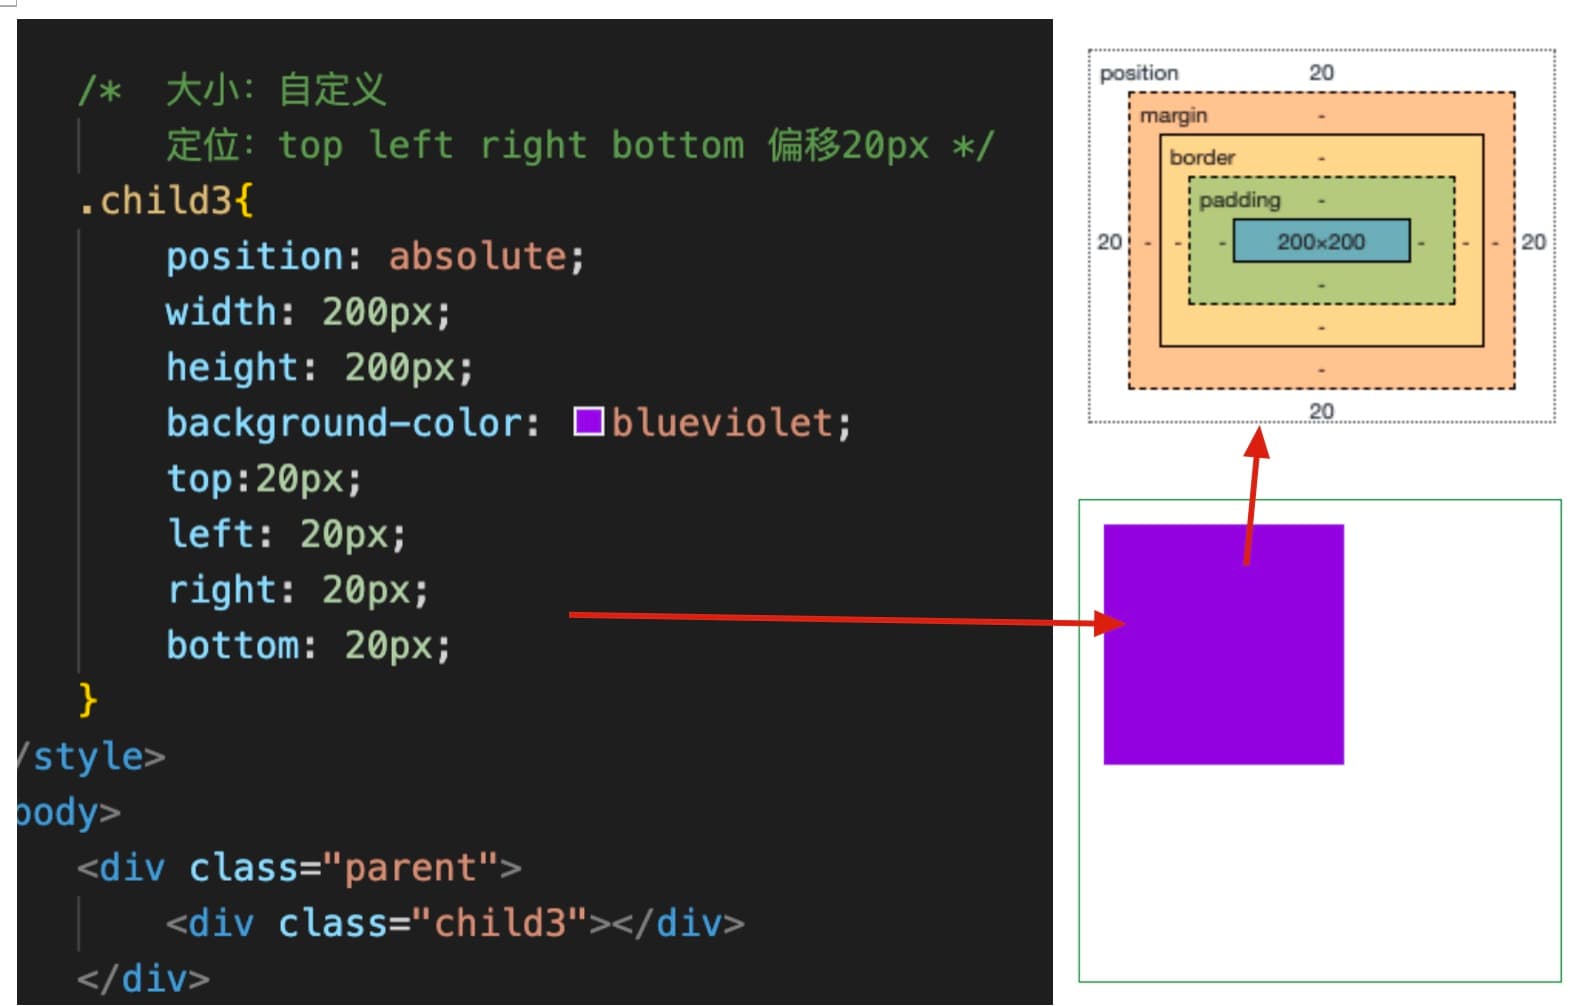 /* 大小：自定义
定位：top left right bottom 偏移20px */
.child3{
position: absolute;
width: 200px;
height: 200px;
background-color: blueviolet;
top:20px;
left: 20px;
right: 20px;
bottom: 20px;
}
/style>
body>
<div class="parent">
<div class="child3"></div>
</div>
position 20
margin -
border -
padding -
20 - - - 200×200 - - - 20
-
-
-
20